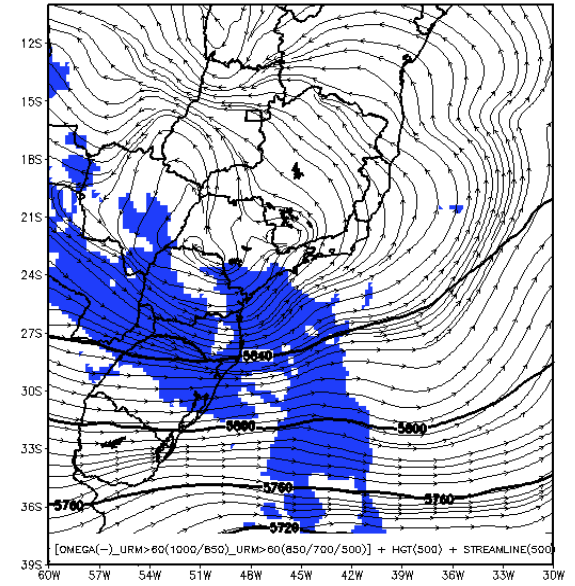 12S
15S
18S
21S
24S
27S
30S
33S
36S
39S
5840
5800
5800
5760
5760
5760
5720
[OMEGA(-)_URM>60(1000/850)_URM>60(850/700/500)] + HGT(500) + STREAMLINE(500)
60W 57W 54W 51W 48W 45W 42W 39W 36W 33W 30W